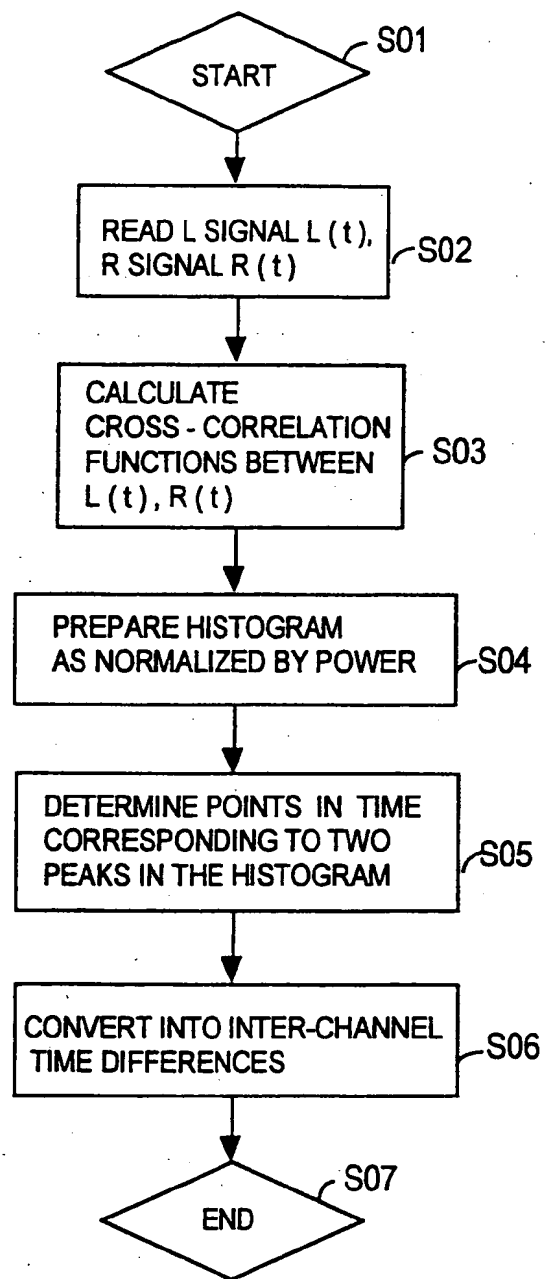 S01
START
READ L SIGNAL L ( t ),
R SIGNAL R ( t )
S02
CALCULATE
CROSS - CORRELATION
FUNCTIONS BETWEEN
L ( t ) , R ( t )
S03
PREPARE HISTOGRAM
AS NORMALIZED BY POWER
S04
DETERMINE POINTS IN TIME
CORRESPONDING TO TWO
PEAKS IN THE HISTOGRAM
S05
CONVERT INTO INTER-CHANNEL
TIME DIFFERENCES
S06
S07
END